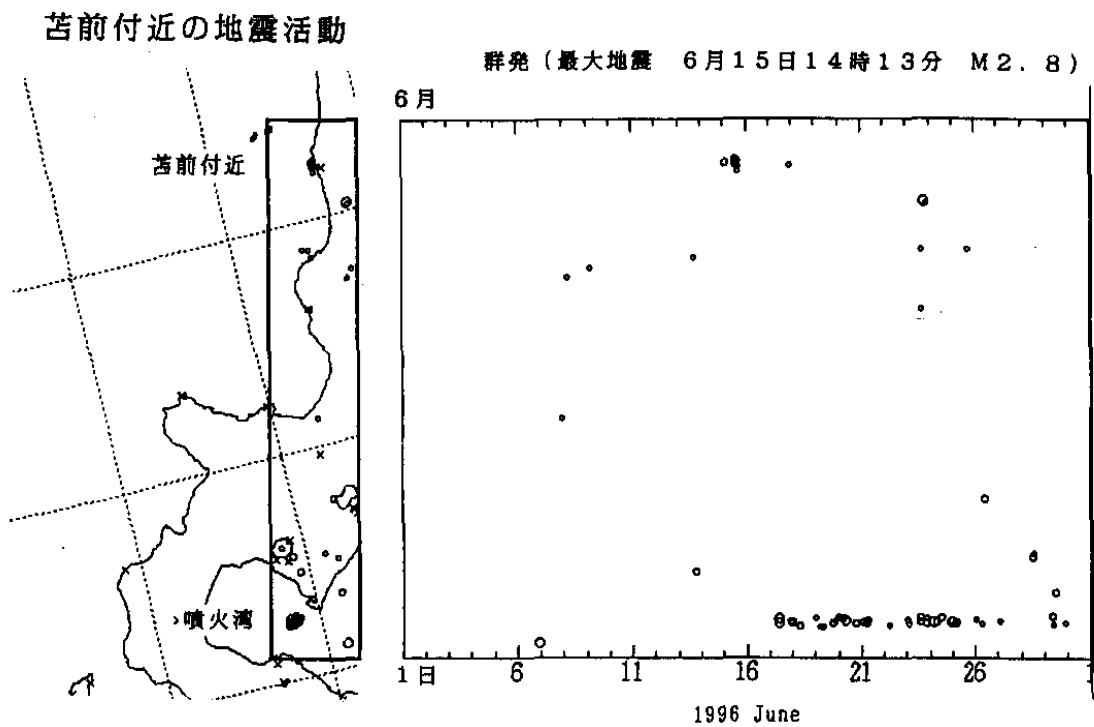 苫前付近の地震活動
群発(最大地震 6月15日14時13分 M2.8)
6月
苫前付近
噴火湾
1日 6 11 16 21 26
1996 June